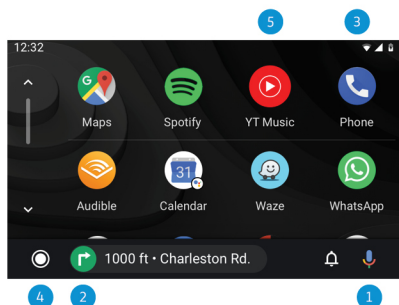 5 3
12:32
G
Maps Spotify YT Music Phone
31
Audible Calendar Waze WhatsApp
1000 ft • Charleston Rd.
4 2 1